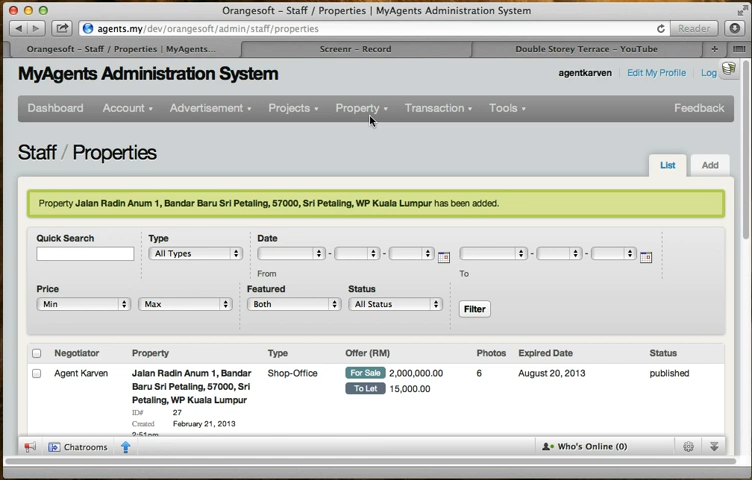 Orangesoft – Staff / Properties | MyAgents Administration System
agents.my/dev/orangesoft/admin/staff/properties
Reader
Orangesoft – Staff / Properties | MyAgents...
Screenr - Record
Double Storey Terrace – YouTube
MyAgents Administration System
agentkarven
Edit My Profile
Log
Dashboard
Account
Advertisement
Projects
Property
Transaction
Tools
Feedback
Staff / Properties
List
Add
Property Jalan Radin Anum 1, Bandar Baru Sri Petaling, 57000, Sri Petaling, WP Kuala Lumpur has been added.
Quick Search
Type
Date
All Types
From
To
Price
Featured
Status
Min
Max
Both
All Status
Filter
Negotiator
Property
Type
Offer (RM)
Photos
Expired Date
Status
Agent Karven
Jalan Radin Anum 1, Bandar
Baru Sri Petaling, 57000, Sri
Petaling, WP Kuala Lumpur
Shop-Office
For Sale 2,000,000.00
To Let 15,000.00
6
August 20, 2013
published
ID# 27
Created February 21, 2013
2:51pm
Chatrooms
Who's Online (0)